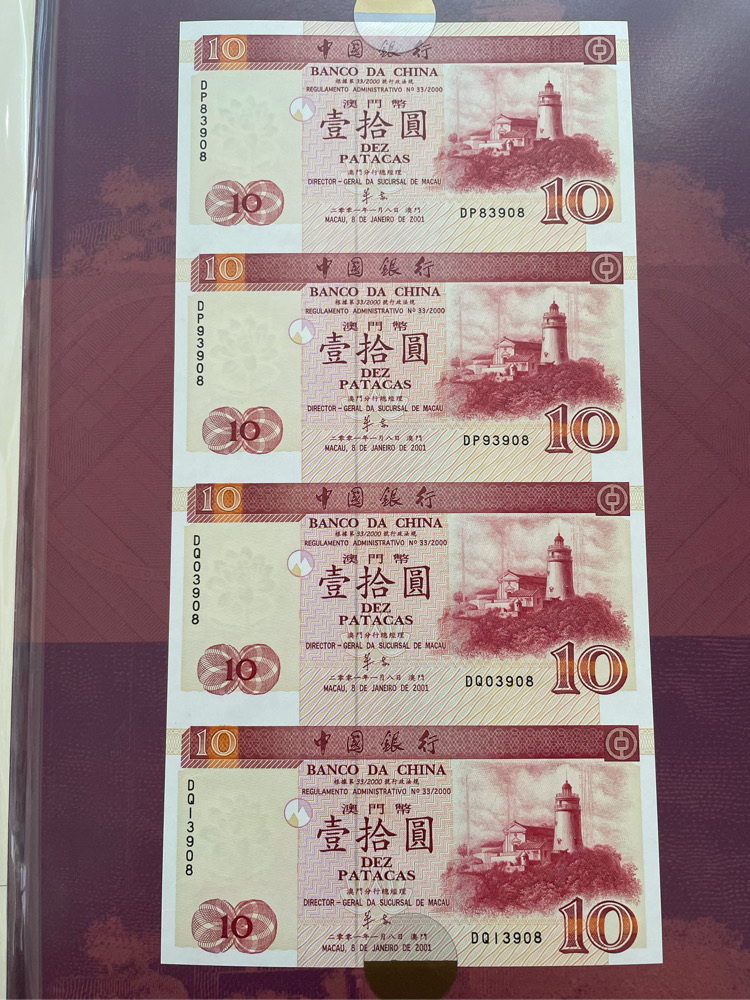 10 中國銀行
BANCO DA CHINA
根據第33/2000號行政法規
REGULAMENTO ADMINISTRATIVO Nº 33/2000
DP83908
澳門幣
壹拾圓
DEZ
PATACAS
澳門分行總經理
DIRECTOR-GERAL DA SUCURSAL DE MACAU
10
二零零一年一月八日 澳門
MACAU, 8 DE JANEIRO DE 2001
DP83908 10
10 中國銀行
BANCO DA CHINA
根據第33/2000號行政法規
REGULAMENTO ADMINISTRATIVO Nº 33/2000
DP93908
澳門幣
壹拾圓
DEZ
PATACAS
澳門分行總經理
DIRECTOR-GERAL DA SUCURSAL DE MACAU
10
二零零一年一月八日 澳門
MACAU, 8 DE JANEIRO DE 2001
DP93908 10
10 中國銀行
BANCO DA CHINA
根據第33/2000號行政法規
REGULAMENTO ADMINISTRATIVO Nº 33/2000
DQ03908
澳門幣
壹拾圓
DEZ
PATACAS
澳門分行總經理
DIRECTOR-GERAL DA SUCURSAL DE MACAU
10
二零零一年一月八日 澳門
MACAU, 8 DE JANEIRO DE 2001
DQ03908 10
10 中國銀行
BANCO DA CHINA
根據第33/2000號行政法規
REGULAMENTO ADMINISTRATIVO Nº 33/2000
DQ13908
澳門幣
壹拾圓
DEZ
PATACAS
澳門分行總經理
DIRECTOR-GERAL DA SUCURSAL DE MACAU
10
二零零一年一月八日 澳門
MACAU, 8 DE JANEIRO DE 2001
DQ13908 10